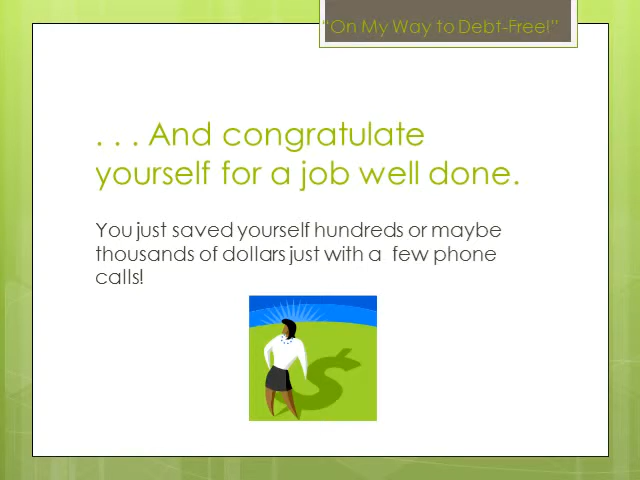 “On My Way to Debt-Free!”
. . . And congratulate
yourself for a job well done.
You just saved yourself hundreds or maybe
thousands of dollars just with a  few phone
calls!